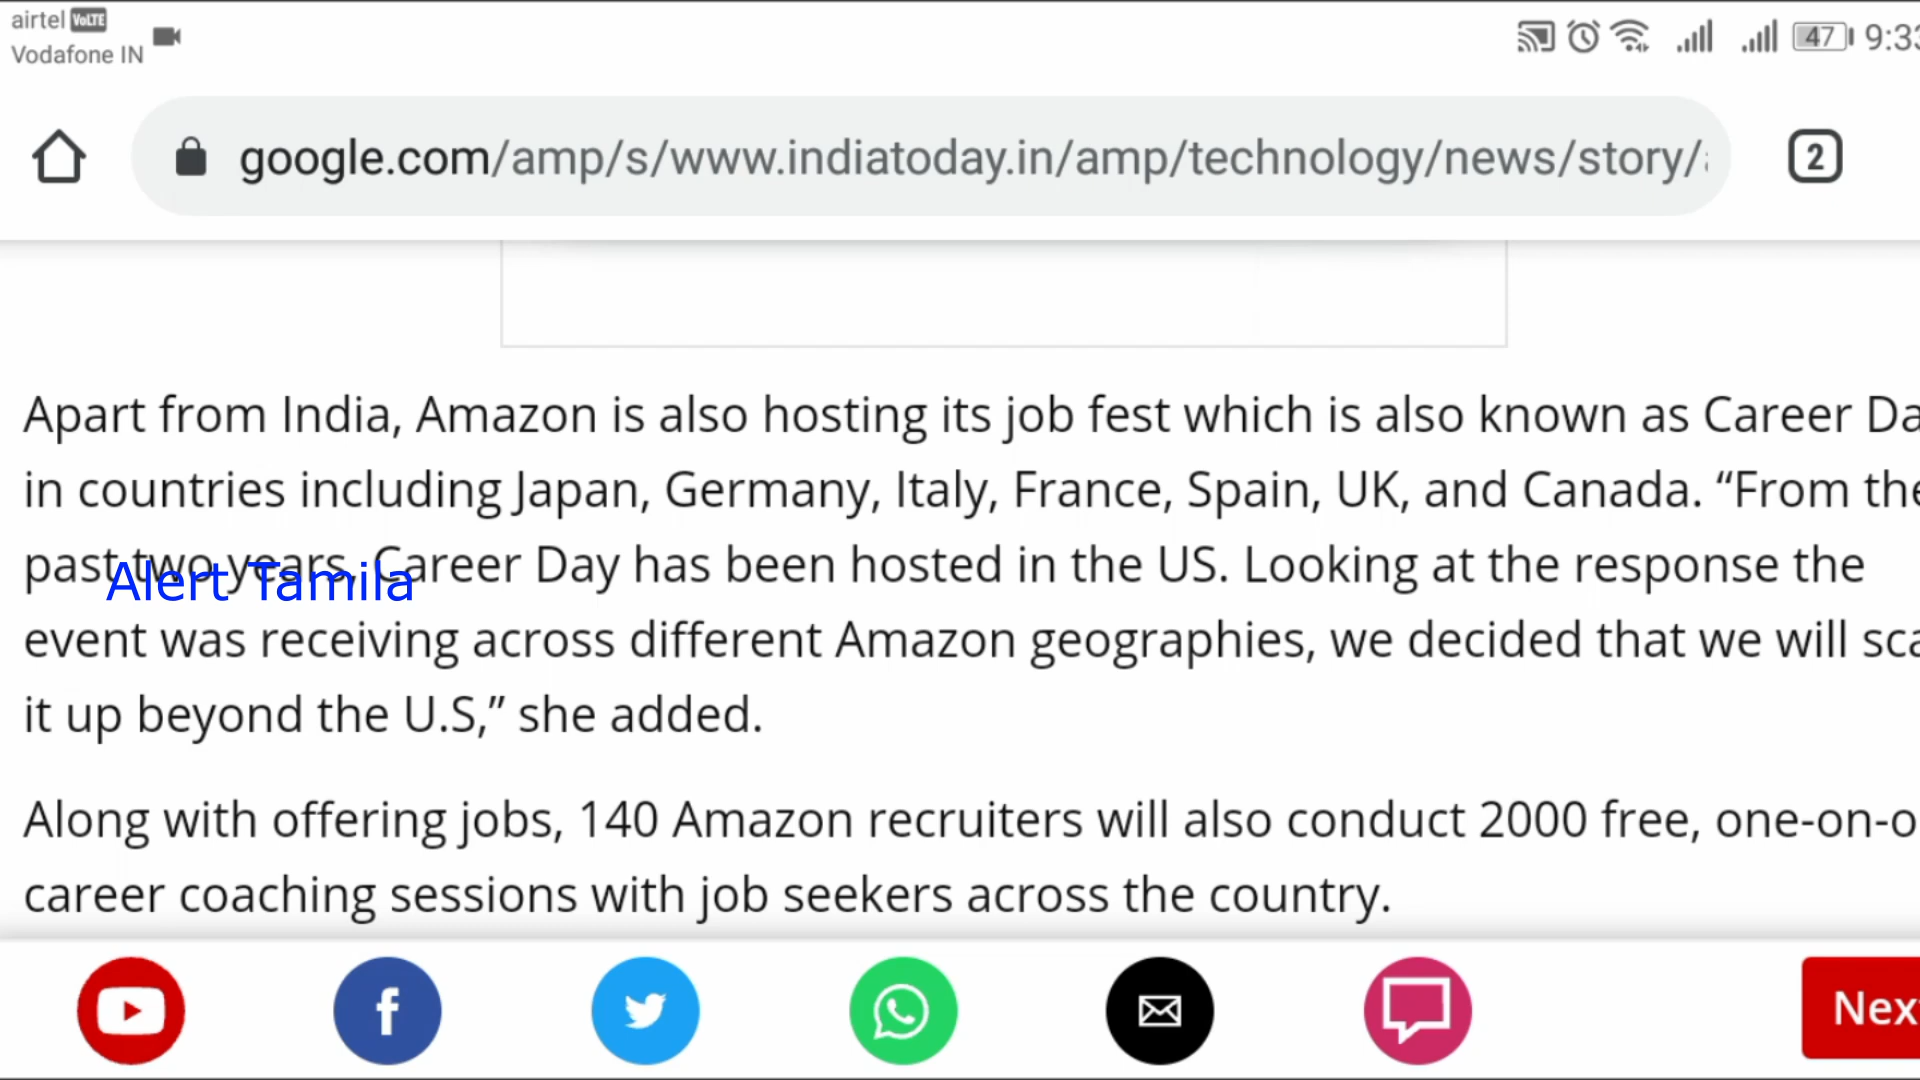 airtel VoLTE
Vodafone IN
47 9:33
google.com/amp/s/www.indiatoday.in/amp/technology/news/story/
2
Apart from India, Amazon is also hosting its job fest which is also known as Career Da
in countries including Japan, Germany, Italy, France, Spain, UK, and Canada. “From the
past two years, Career Day has been hosted in the US. Looking at the response the
Alert Tamila
event was receiving across different Amazon geographies, we decided that we will sca
it up beyond the U.S,” she added.
Along with offering jobs, 140 Amazon recruiters will also conduct 2000 free, one-on-o
career coaching sessions with job seekers across the country.
Nex